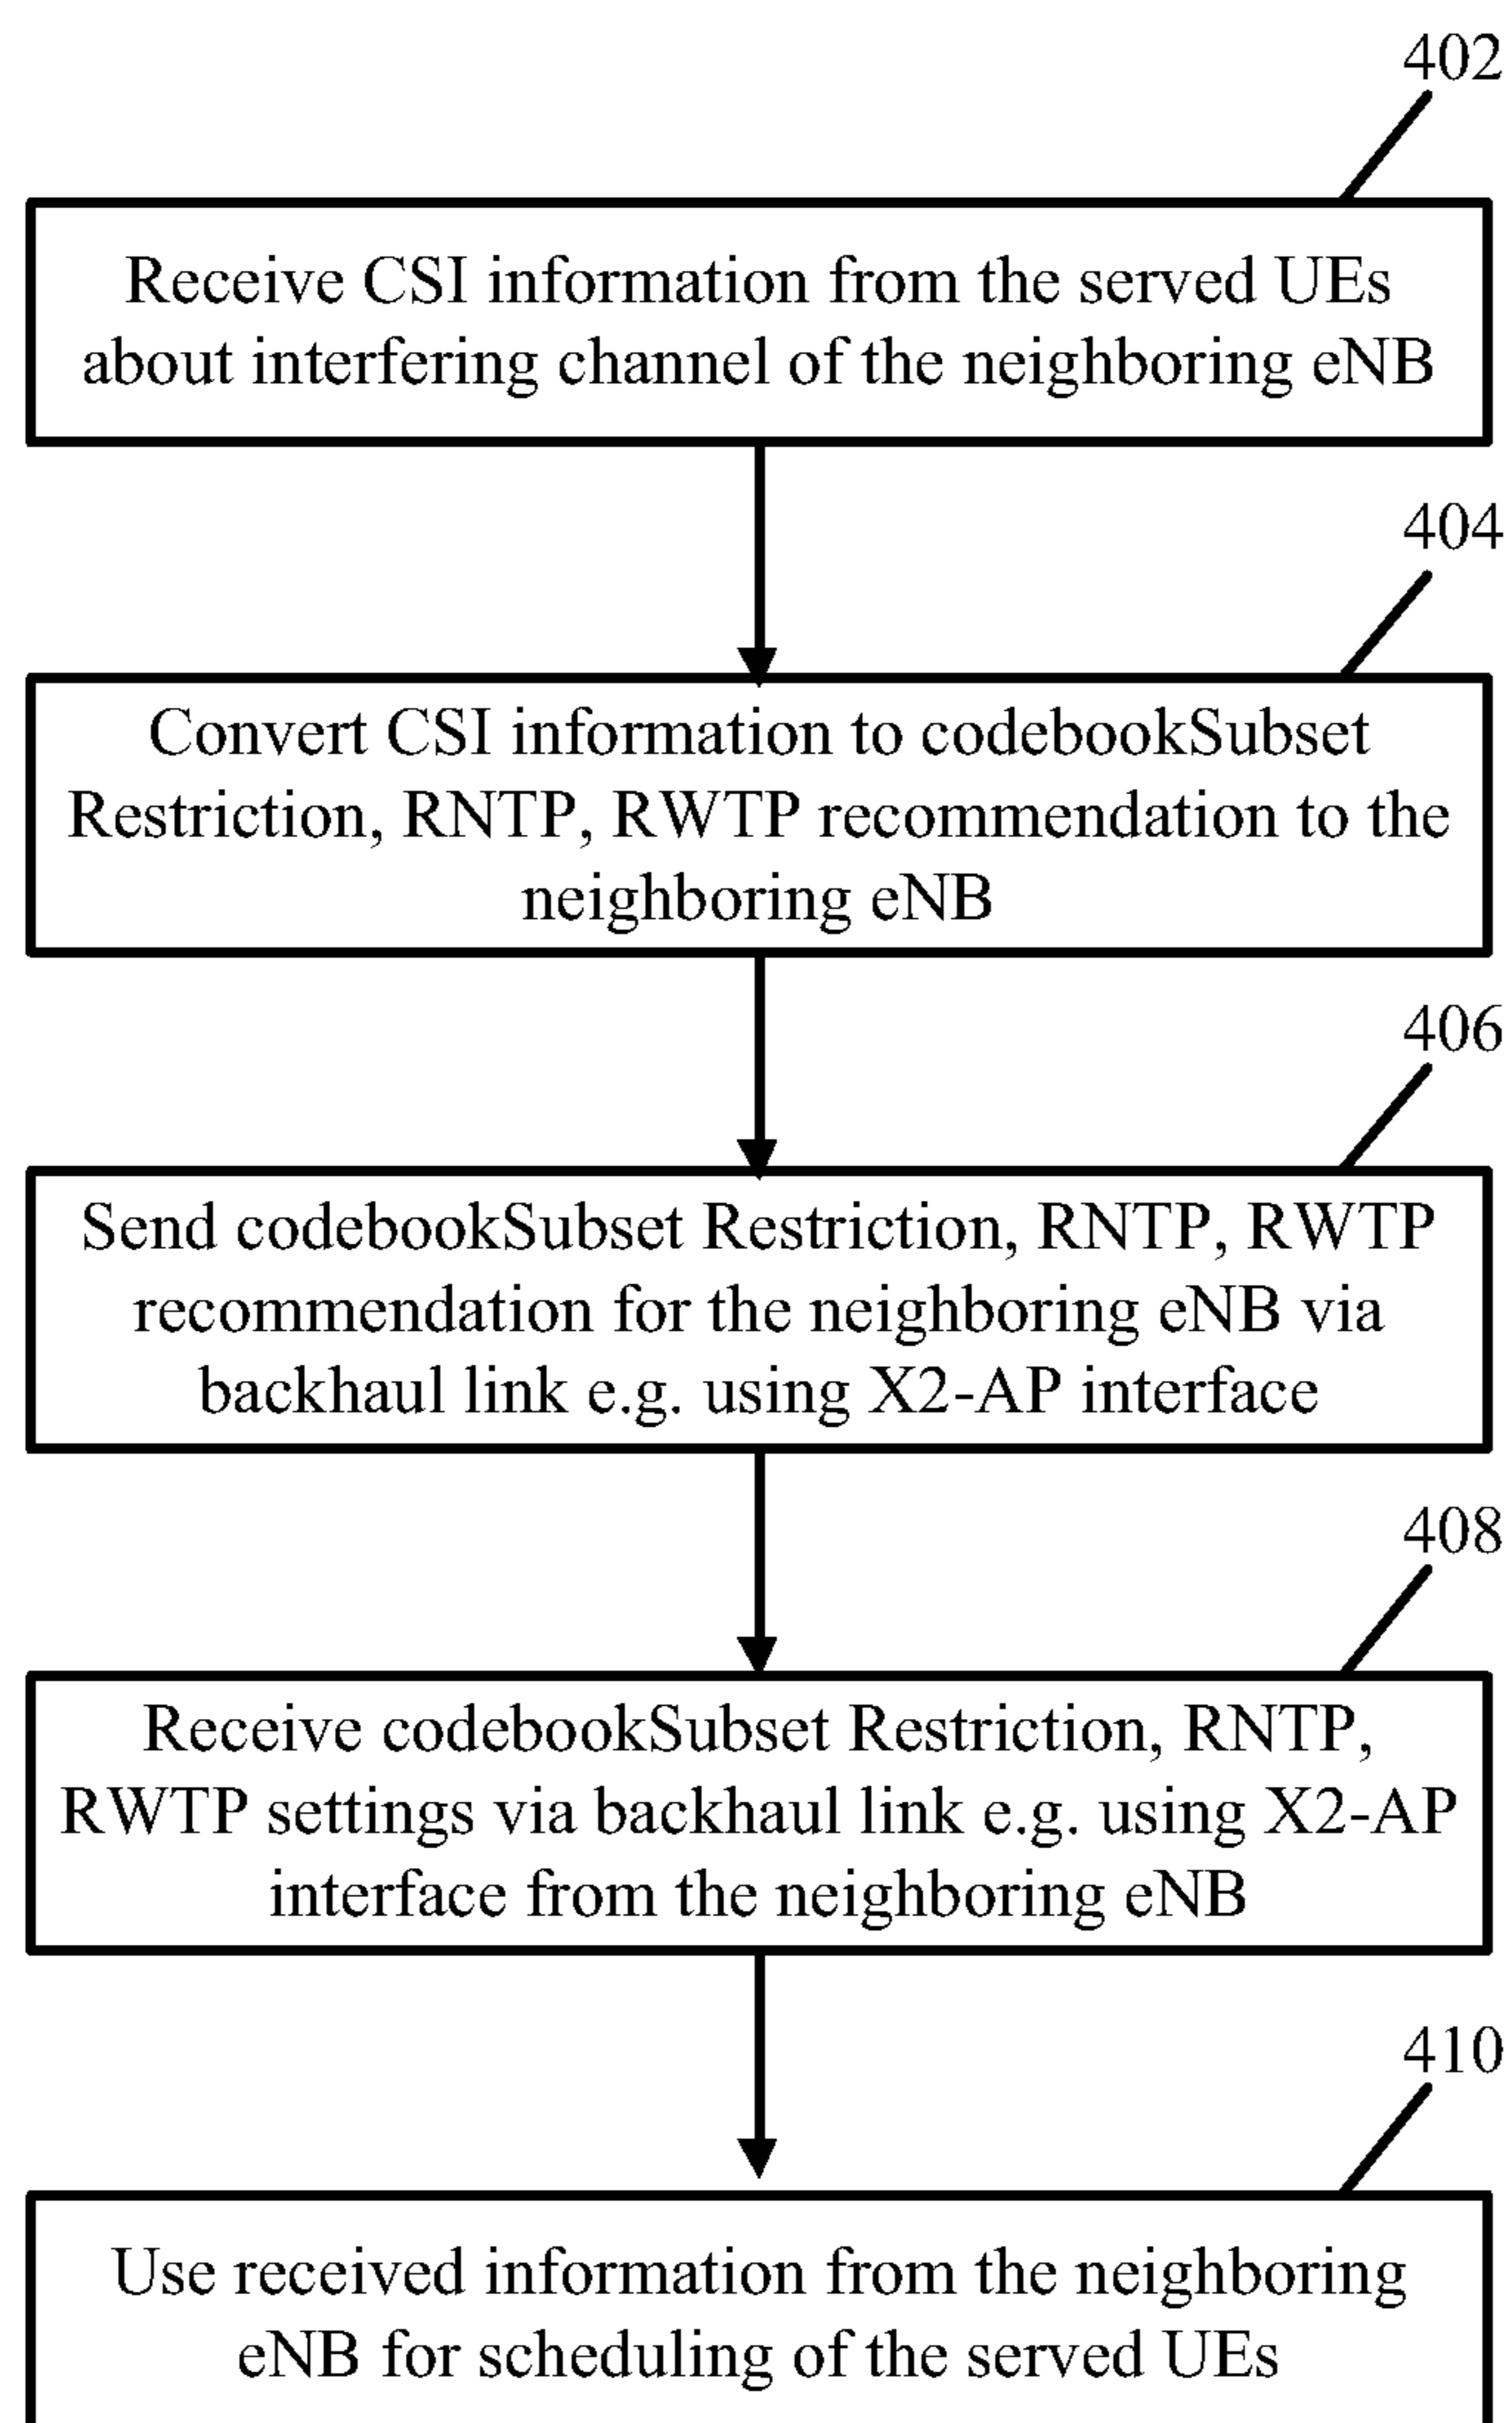 402
Receive CSI information from the served UEs
about interfering channel of the neighboring eNB
404
Convert CSI information to codebookSubset
Restriction, RNTP, RWTP recommendation to the
neighboring eNB
406
Send codebookSubset Restriction, RNTP, RWTP
recommendation for the neighboring eNB via
backhaul link e.g. using X2-AP interface
408
Receive codebookSubset Restriction, RNTP,
RWTP settings via backhaul link e.g. using X2-AP
interface from the neighboring eNB
410
Use received information from the neighboring
eNB for scheduling of the served UEs